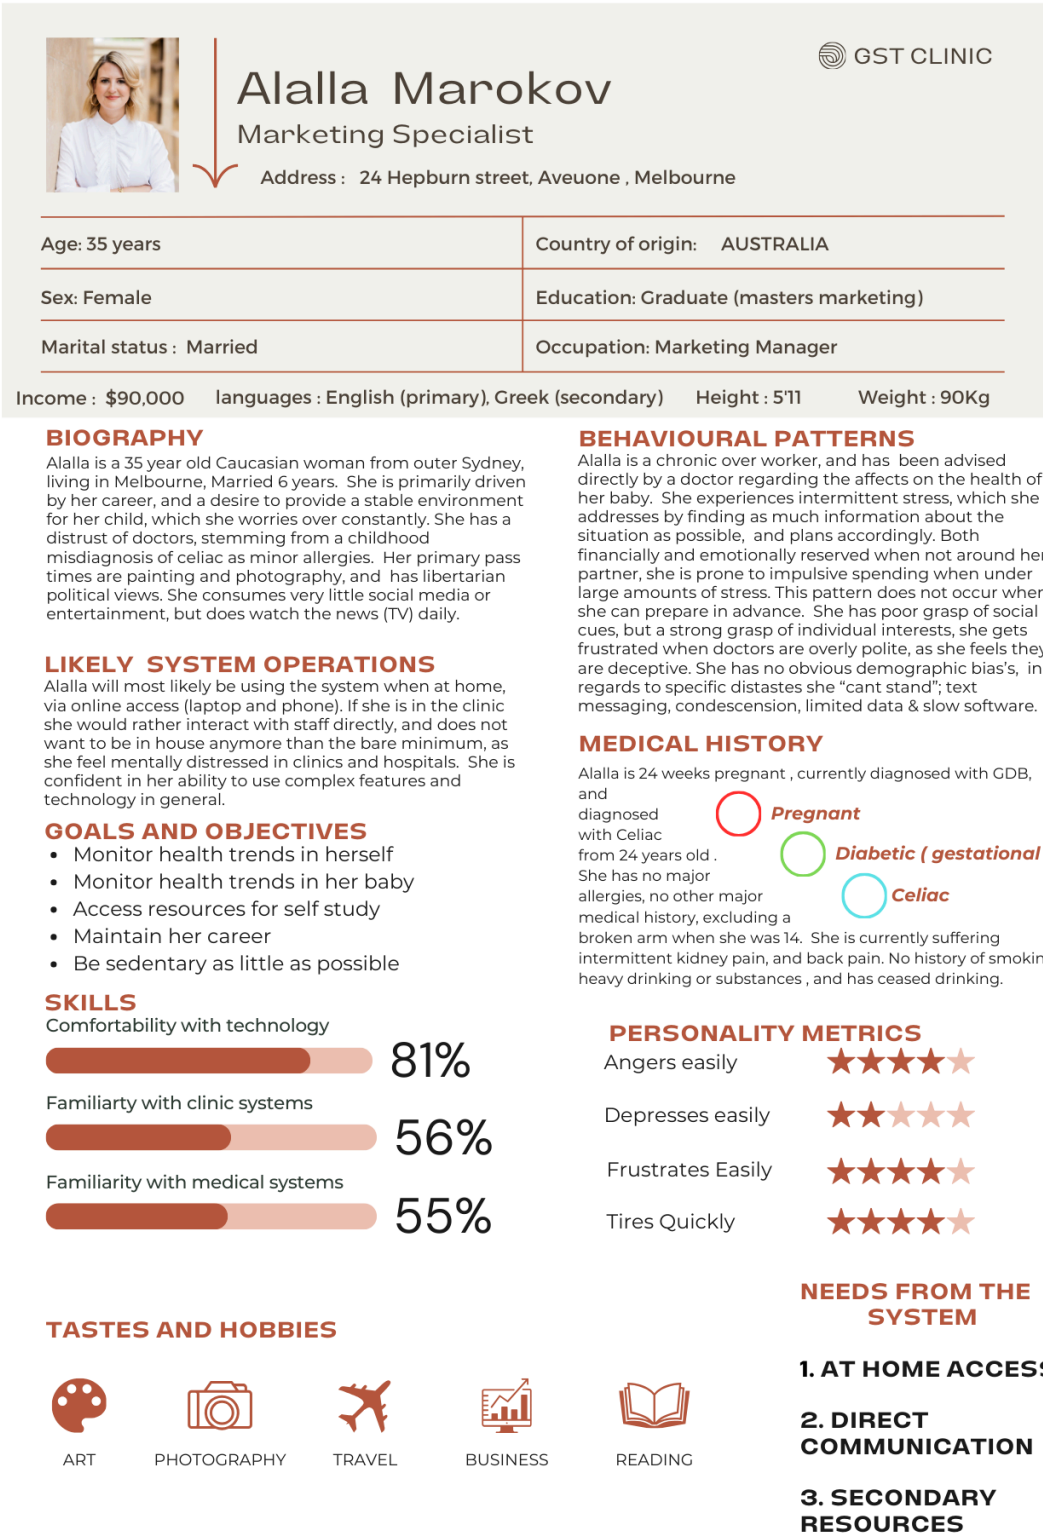 GST CLINIC
Alalla Marokov
Marketing Specialist
Address : 24 Hepburn street, Aveuone , Melbourne
Age: 35 years
Country of origin: AUSTRALIA
Sex: Female
Education: Graduate (masters marketing)
Marital status : Married
Occupation: Marketing Manager
Income : $90,000 languages : English (primary), Greek (secondary) Height : 5'11 Weight : 90Kg
BIOGRAPHY
Alalla is a 35 year old Caucasian woman from outer Sydney,
living in Melbourne, Married 6 years. She is primarily driven
by her career, and a desire to provide a stable environment
for her child, which she worries over constantly. She has a
distrust of doctors, stemming from a childhood
misdiagnosis of celiac as minor allergies. Her primary pass
times are painting and photography, and has libertarian
political views. She consumes very little social media or
entertainment, but does watch the news (TV) daily.
LIKELY SYSTEM OPERATIONS
Alalla will most likely be using the system when at home,
via online access (laptop and phone). If she is in the clinic
she would rather interact with staff directly, and does not
want to be in house anymore than the bare minimum, as
she feel mentally distressed in clinics and hospitals. She is
confident in her ability to use complex features and
technology in general.
GOALS AND OBJECTIVES
• Monitor health trends in herself
• Monitor health trends in her baby
• Access resources for self study
• Maintain her career
• Be sedentary as little as possible
SKILLS
Comfortability with technology
81%
Familiarty with clinic systems
56%
Familiarity with medical systems
55%
TASTES AND HOBBIES
ART
PHOTOGRAPHY
TRAVEL
BUSINESS
READING
BEHAVIOURAL PATTERNS
Alalla is a chronic over worker, and has been advised
directly by a doctor regarding the affects on the health of
her baby. She experiences intermittent stress, which she
addresses by finding as much information about the
situation as possible, and plans accordingly. Both
financially and emotionally reserved when not around her
partner, she is prone to impulsive spending when under
large amounts of stress. This pattern does not occur when
she can prepare in advance. She has poor grasp of social
cues, but a strong grasp of individual interests, she gets
frustrated when doctors are overly polite, as she feels they
are deceptive. She has no obvious demographic bias's, in
regards to specific distastes she "cant stand"; text
messaging, condescension, limited data & slow software.
MEDICAL HISTORY
Alalla is 24 weeks pregnant , currently diagnosed with GDB,
and
diagnosed
with Celiac
from 24 years old .
She has no major
allergies, no other major
medical history, excluding a
broken arm when she was 14. She is currently suffering
intermittent kidney pain, and back pain. No history of smokin
heavy drinking or substances , and has ceased drinking.
Pregnant
Diabetic ( gestational
Celiac
PERSONALITY METRICS
Angers easily
Depresses easily
Frustrates Easily
Tires Quickly
NEEDS FROM THE
SYSTEM
1. AT HOME ACCESS
2. DIRECT
COMMUNICATION
3. SECONDARY
RESOURCES